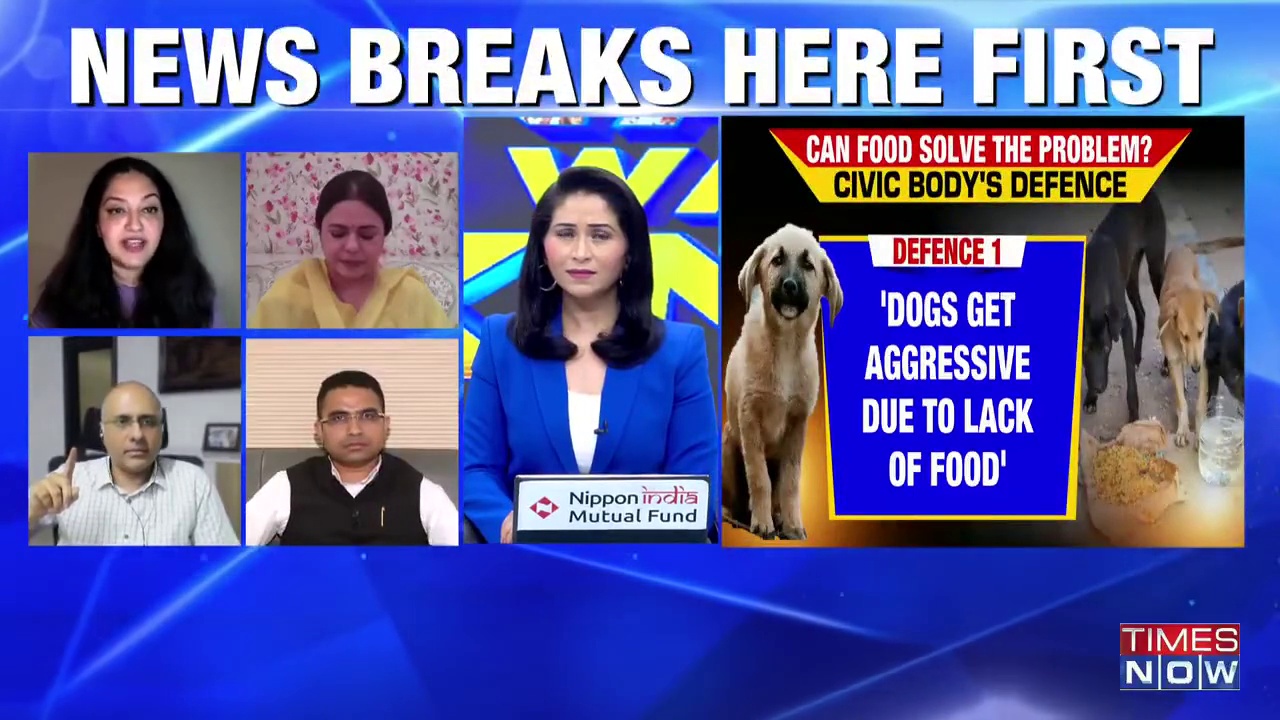 NEWS BREAKS HERE FIRST
CAN FOOD SOLVE THE PROBLEM?
CIVIC BODY'S DEFENCE
DEFENCE 1
'DOGS GET
AGGRESSIVE
DUE TO LACK
OF FOOD'
Nippon india
Mutual Fund
TIMES
NOW